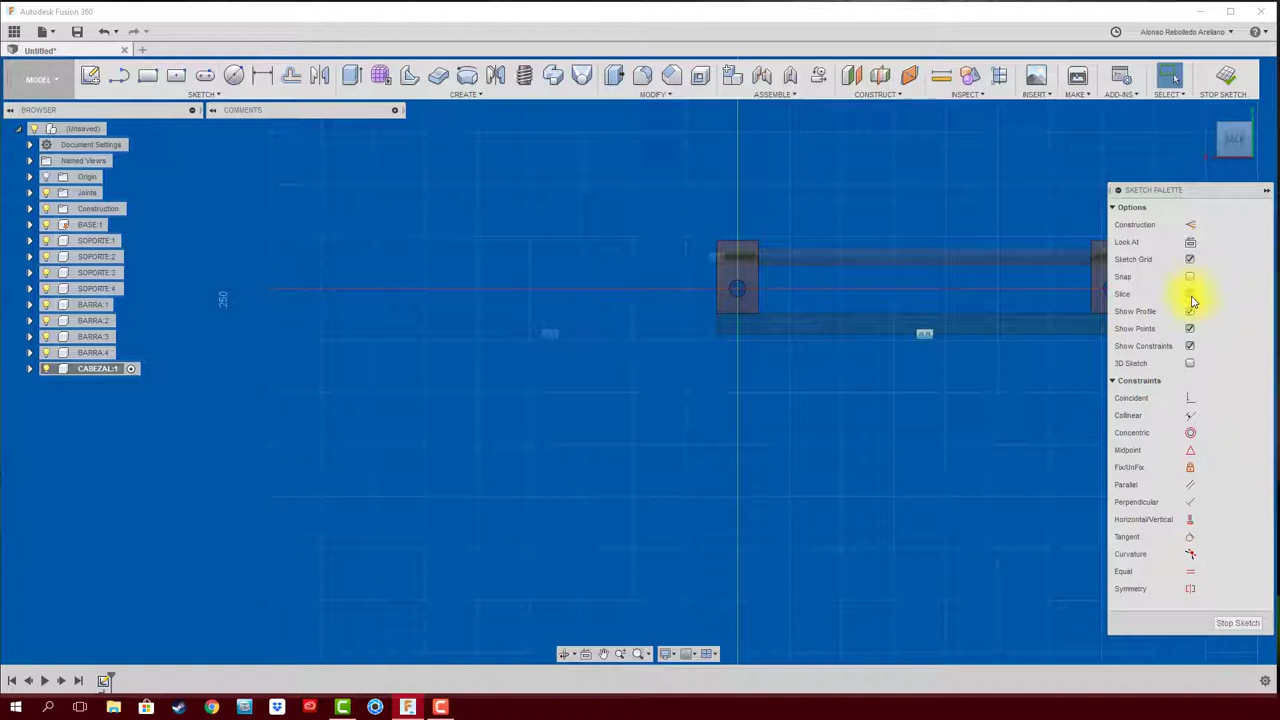 Autodesk Fusion 360
Alonso Rebolledo Arellano
Untitled*
MODEL
SKETCH
CREATE
MODIFY
ASSEMBLE
CONSTRUCT
INSPECT
INSERT
MAKE
ADD-INS
SELECT
STOP SKETCH
BROWSER
COMMENTS
(Unsaved)
Document Settings
Named Views
Origin
Joints
Construction
BASE:1
SOPORTE:1
SOPORTE:2
SOPORTE:3
SOPORTE:4
BARRA:1
BARRA:2
BARRA:3
BARRA:4
CABEZAL:1
250
BACK
SKETCH PALETTE
Options
Construction
Look At
Sketch Grid
Snap
Slice
Show Profile
Show Points
Show Constraints
3D Sketch
Constraints
Coincident
Collinear
Concentric
Midpoint
Fix/UnFix
Parallel
Perpendicular
Horizontal/Vertical
Tangent
Curvature
Equal
Symmetry
Stop Sketch